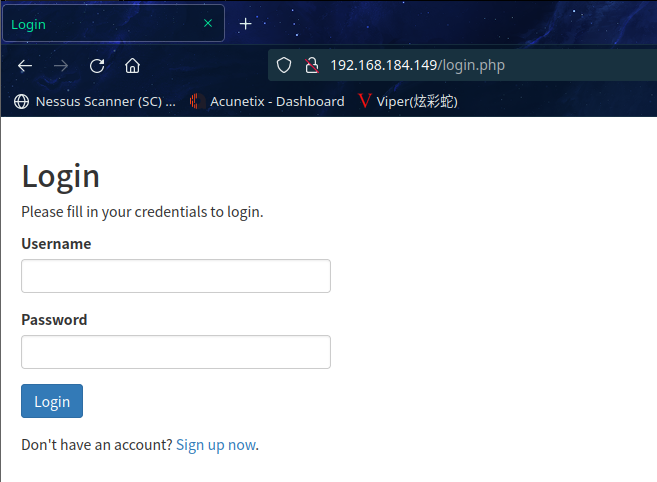 Login
192.168.184.149/login.php
Nessus Scanner (SC) ... Acunetix - Dashboard Viper(炫彩蛇)
Login
Please fill in your credentials to login.
Username
Password
Login
Don't have an account? Sign up now.